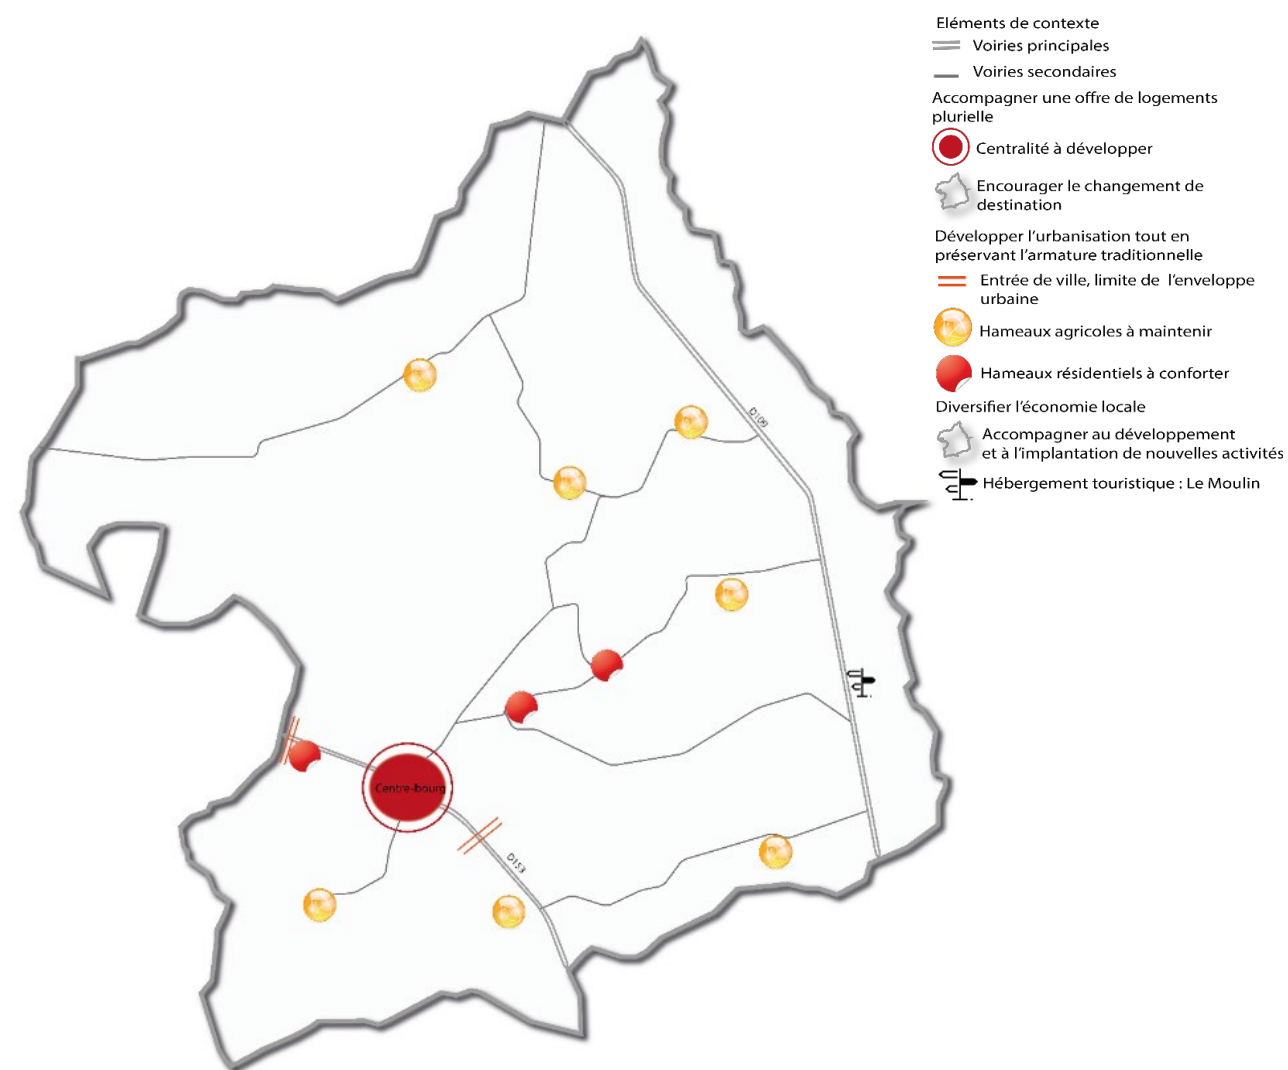 Eléments de contexte
Voiries principales
Voiries secondaires
Accompagner une offre de logements
plurielle
Centralité à développer
Encourager le changement de
destination
Développer l'urbanisation tout en
préservant l'armature traditionnelle
Entrée de ville, limite de l'enveloppe
urbaine
Hameaux agricoles à maintenir
Hameaux résidentiels à conforter
Diversifier l'économie locale
Accompagner au développement
et à l'implantation de nouvelles activités
Hébergement touristique : Le Moulin
D109
Centre-bourg
D153